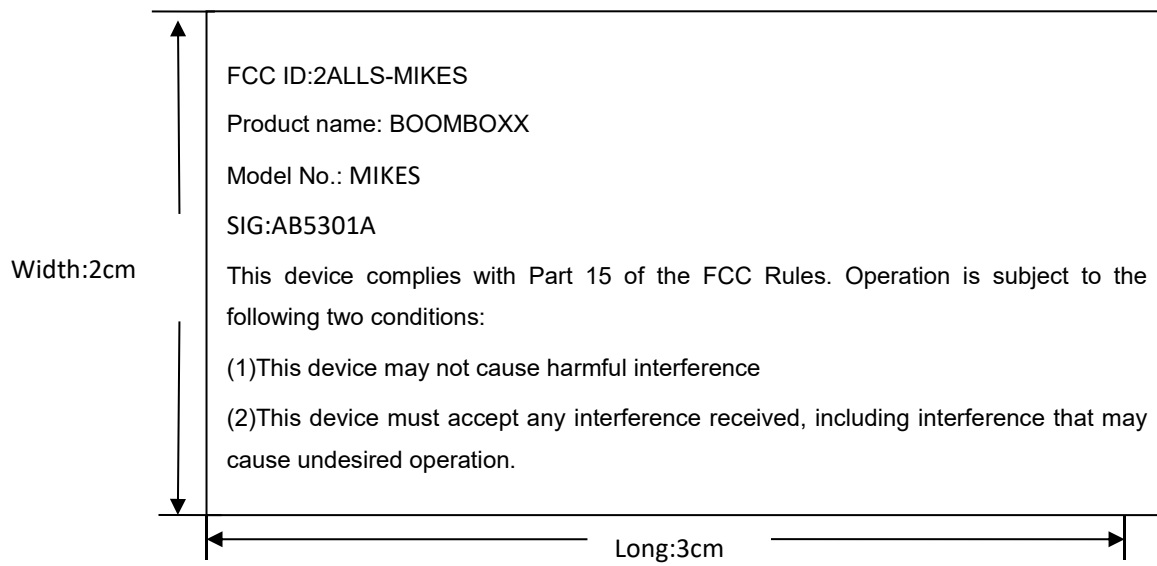 FCC ID:2ALLS-MIKES
Product name: BOOMBOXX
Model No.: MIKES
SIG:AB5301A
Width:2cm
This device complies with Part 15 of the FCC Rules. Operation is subject to the
following two conditions:
(1)This device may not cause harmful interference
(2)This device must accept any interference received, including interference that may
cause undesired operation.
Long:3cm